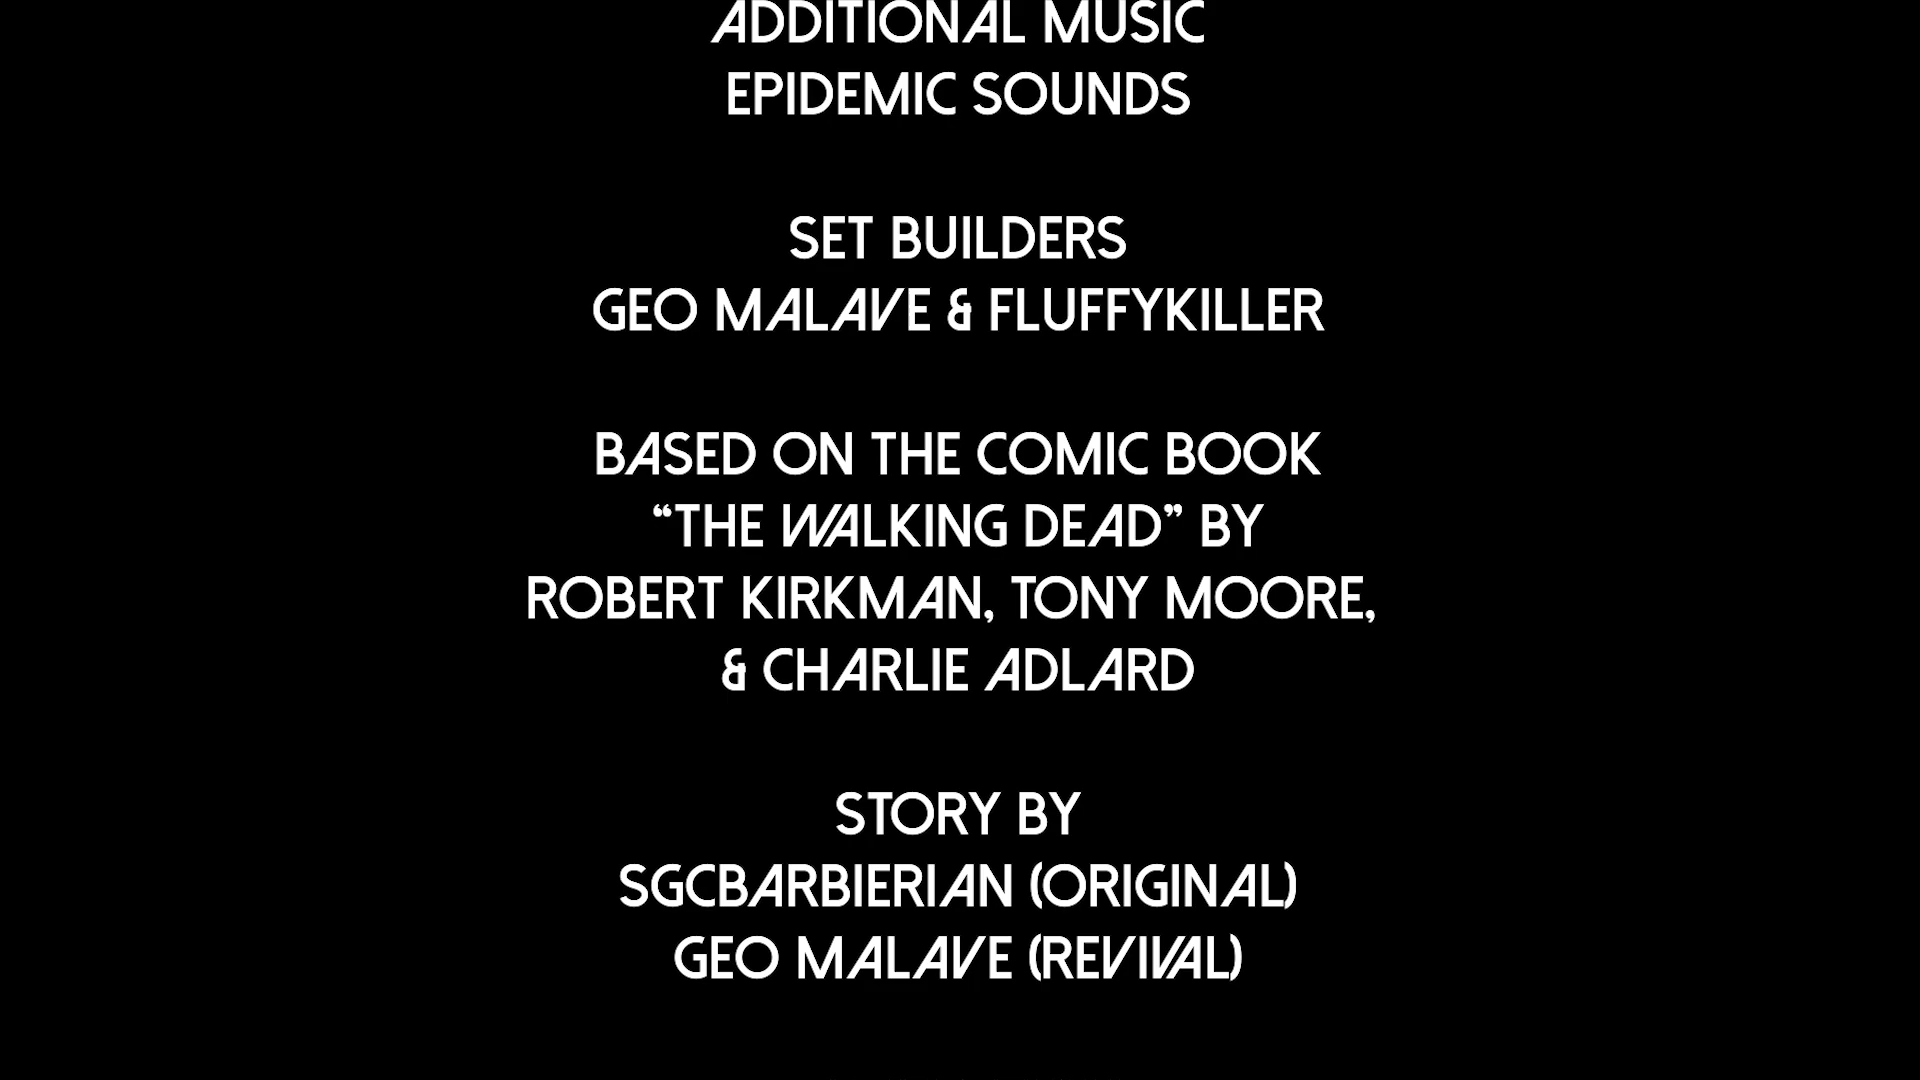 ADDITIONAL MUSIC
EPIDEMIC SOUNDS
SET BUILDERS
GEO MALAVE & FLUFFYKILLER
BASED ON THE COMIC BOOK
“THE WALKING DEAD” BY
ROBERT KIRKMAN, TONY MOORE,
& CHARLIE ADLARD
STORY BY
SGCBARBIERIAN (ORIGINAL)
GEO MALAVE (REVIVAL)